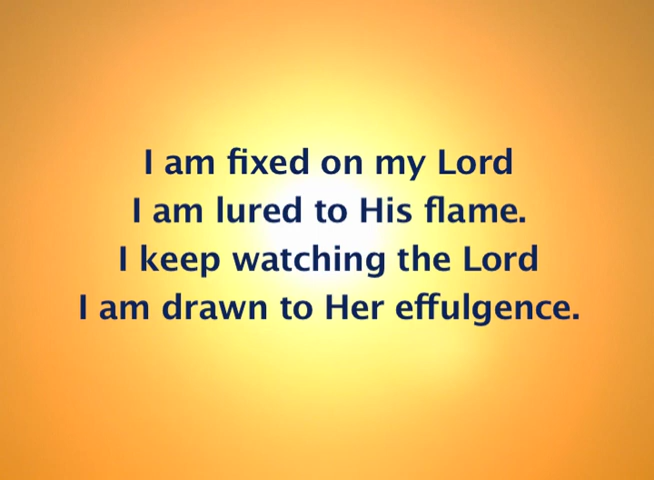 I am fixed on my Lord
I am lured to His flame.
I keep watching the Lord
I am drawn to Her effulgence.